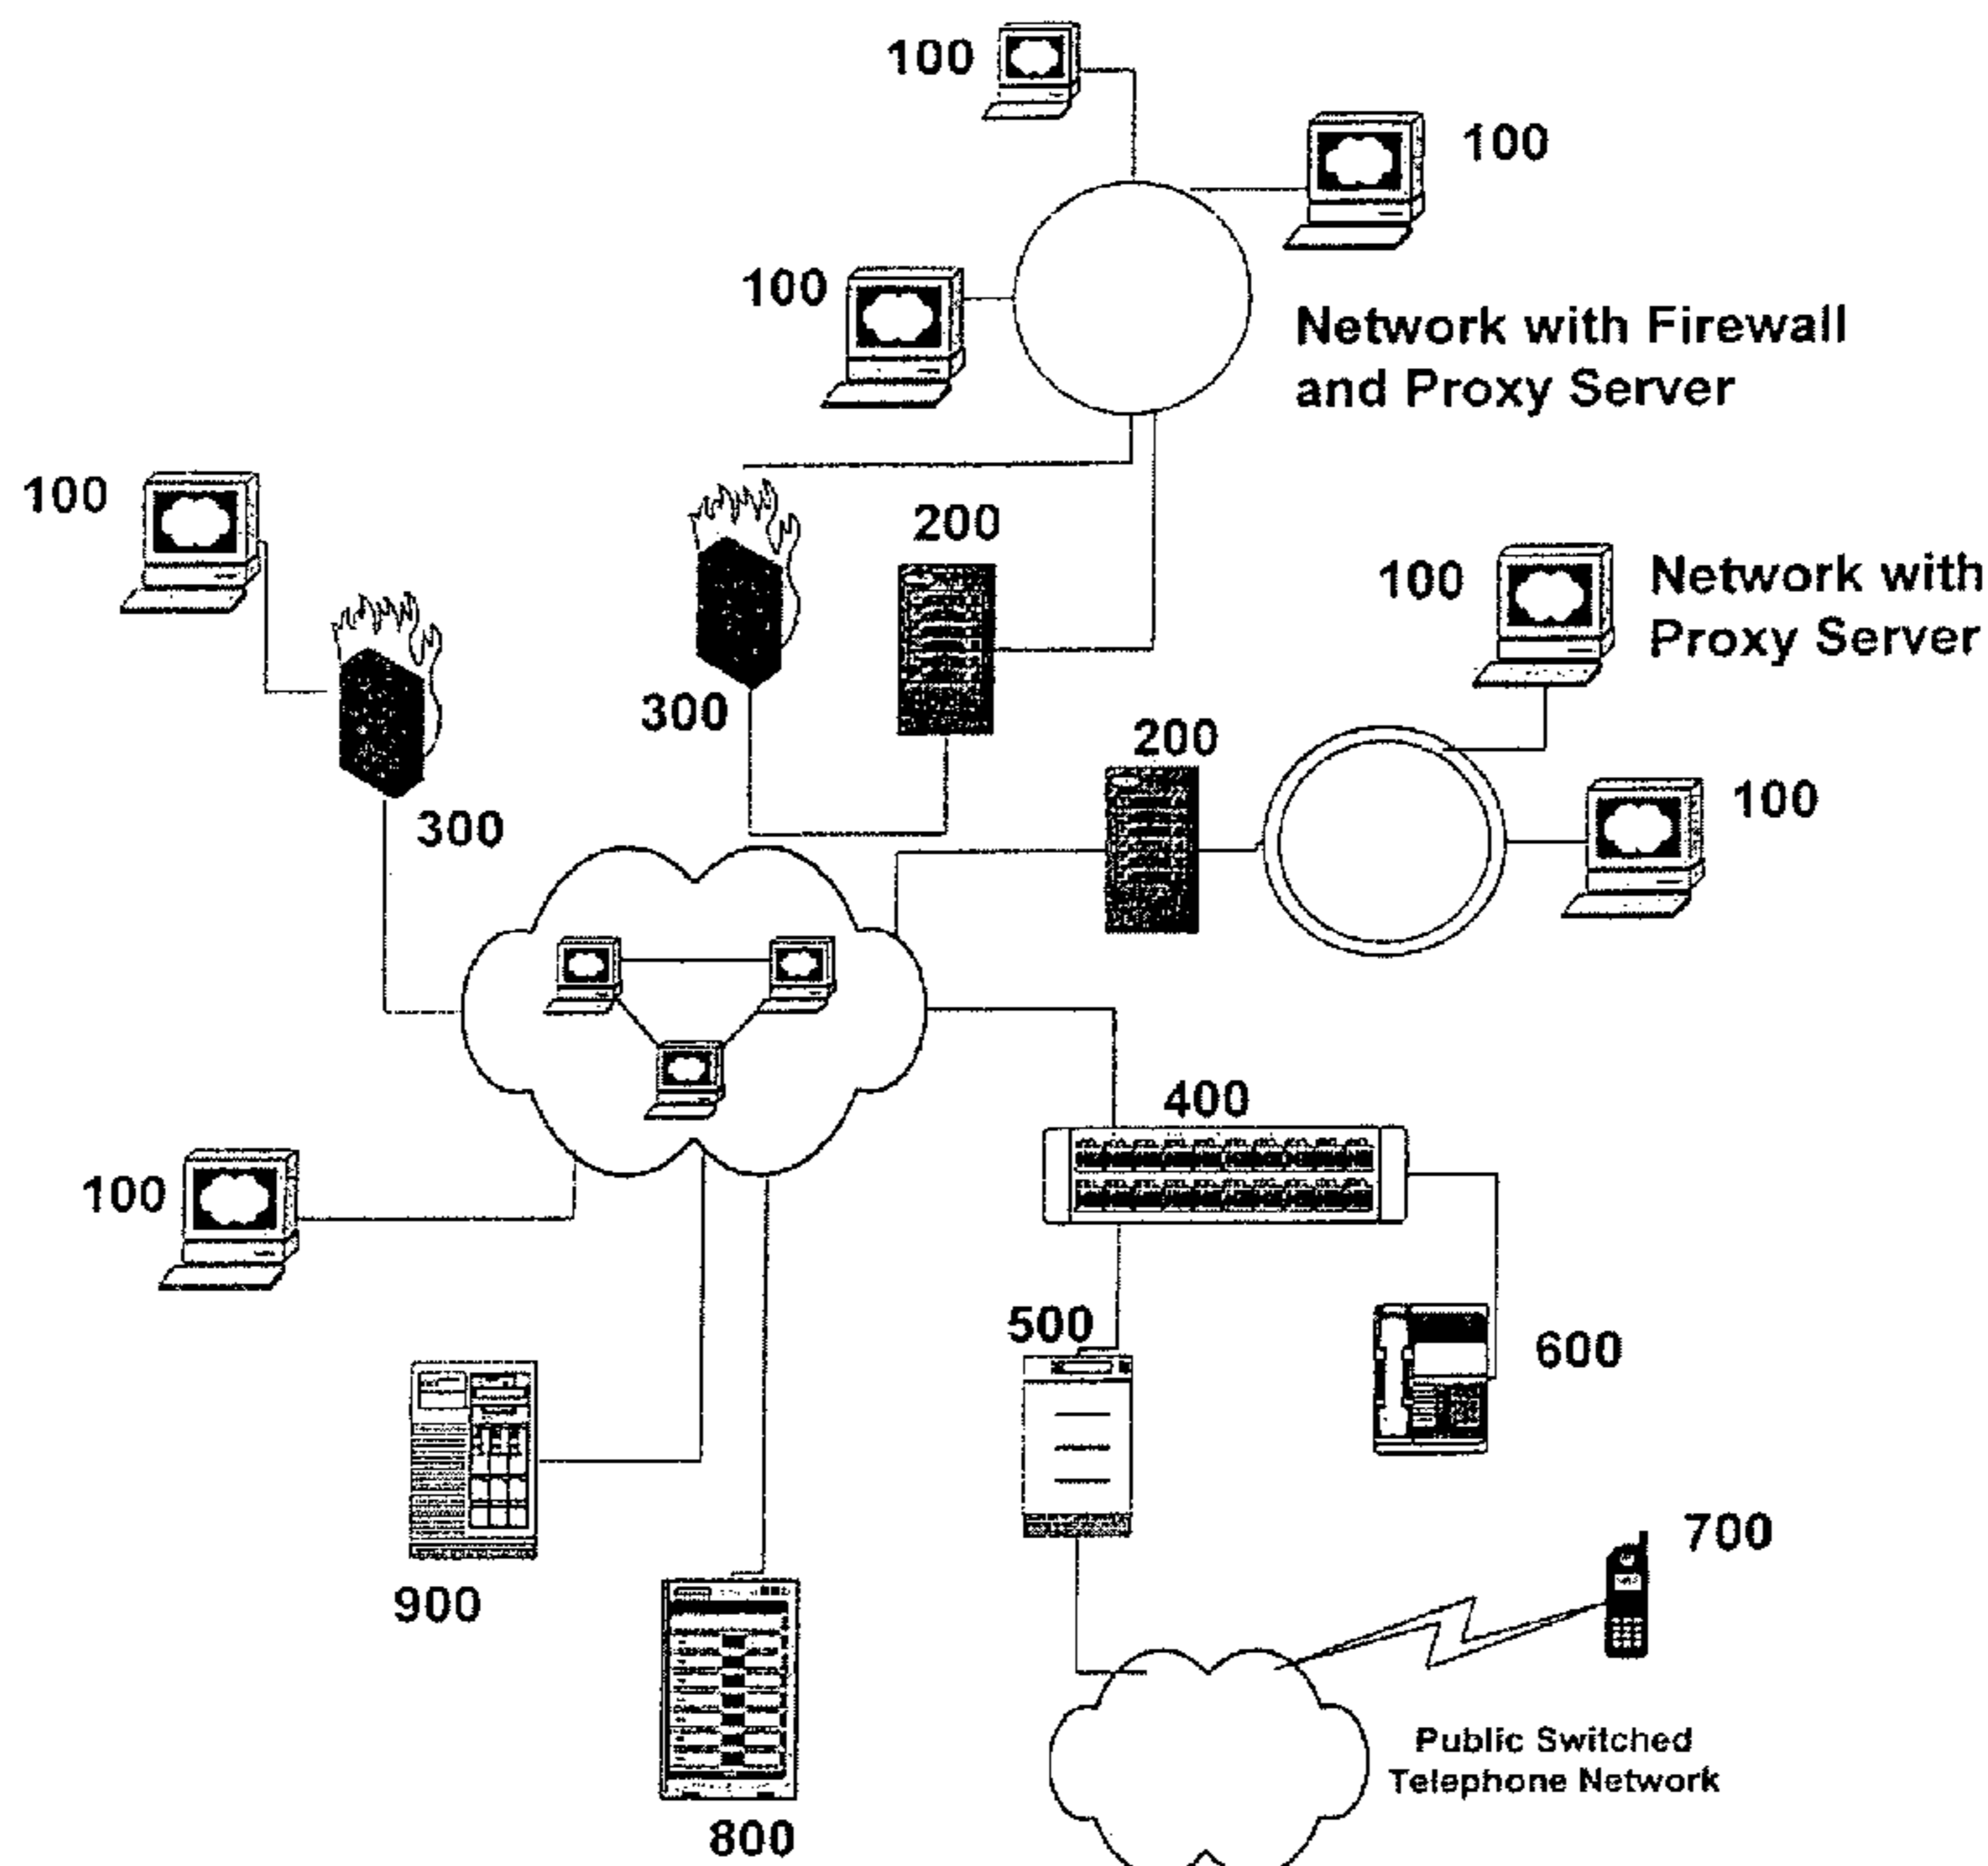 100
100
100
Network with Firewall
and Proxy Server
100
200
100
Network with
Proxy Server
300
200
100
300
400
100
500
600
700
900
Public Switched
Telephone Network
800